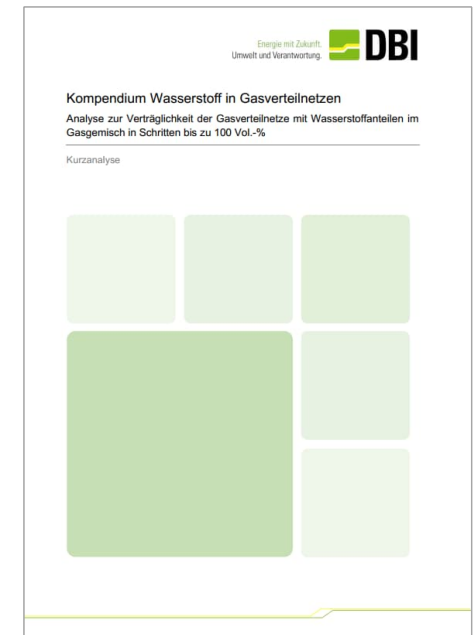 Energie mit Zukunft.
Umwelt und Verantwortung.
DBI
Kompendium Wasserstoff in Gasverteilnetzen
Analyse zur Verträglichkeit der Gasverteilnetze mit Wasserstoffanteilen im
Gasgemisch in Schritten bis zu 100 Vol.-%
Kurzanalyse